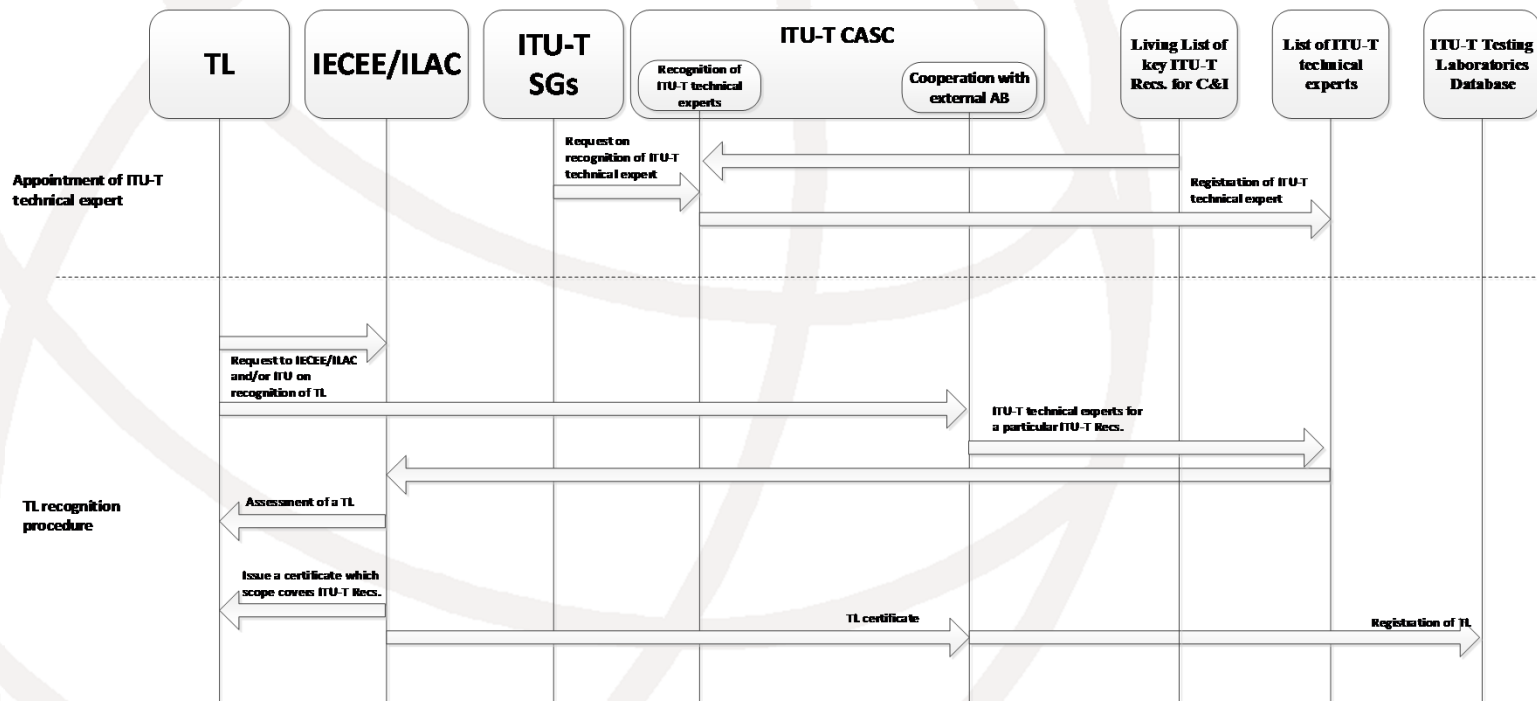 TL
IECEE/ILAC
ITU-T
SGs
ITU-T CASC
Recognition of
ITU-T technical
experts
Cooperation with
external AB
Living List of
key ITU-T
Recs. for C&I
List of ITU-T
technical
experts
ITU-T Testing
Laboratories
Database
Appointment of ITU-T
technical expert
Request on
recognition of ITU-T
technical expert
Registration of ITU-T
technical expert
Request to IECEE/ILAC
and/or ITU on
recognition of TL
ITU-T technical experts for
a particular ITU-T Recs.
TL recognition
procedure
Assessment of a TL
Issue a certificate which
scope covers ITU-T Recs.
TL certificate
Registration of TL